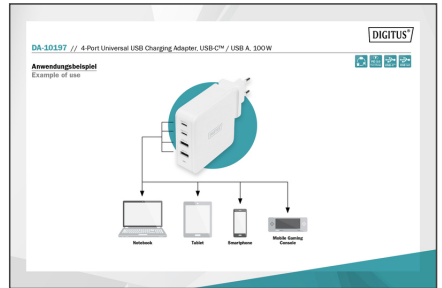 DIGITUS®
DA-10197 // 4-Port Universal USB Charging Adapter, USB-C™ / USB A, 100 W
Anwendungsbeispiel
Example of use
Notebook
Tablet
Smartphone
Mobile Gaming
Console